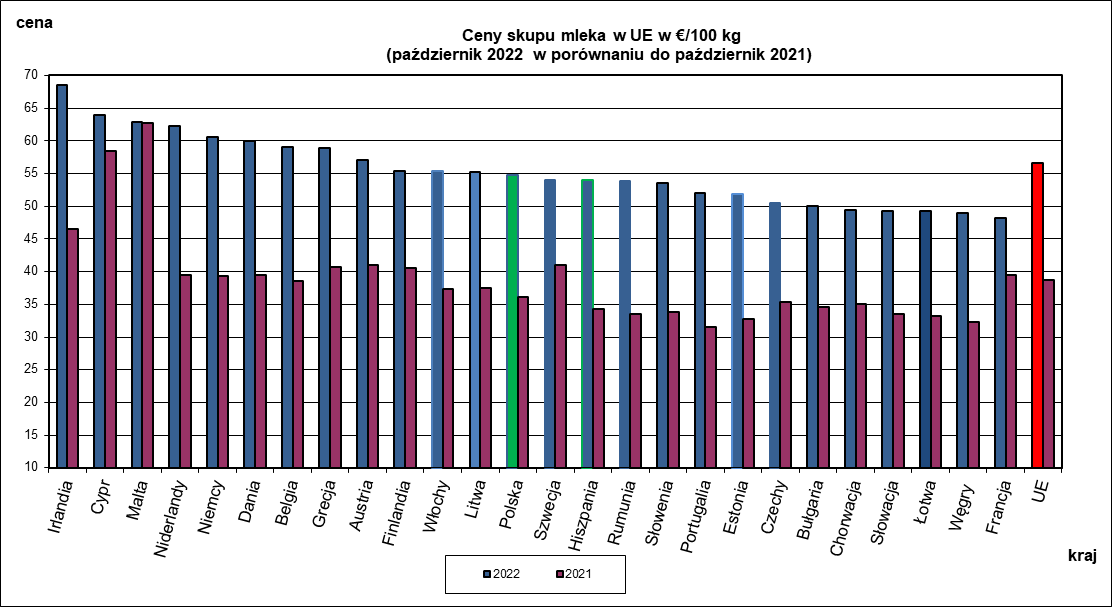 cena
Ceny skupu mleka w UE w €/100 kg
(październik 2022 w porównaniu do październik 2021)
70
65
60
55
50
45
40
35
30
25
20
15
10
Irlandia
Cypr
Malta
Niderlandy
Niemcy
Dania
Belgia
Grecja
Austria
Finlandia
Włochy
Litwa
Polska
Szwecja
Hiszpania
Rumunia
Słowenia
Portugalia
Estonia
Czechy
Bułgaria
Chorwacja
Słowacja
Łotwa
Węgry
Francja
UE
kraj
2022 2021